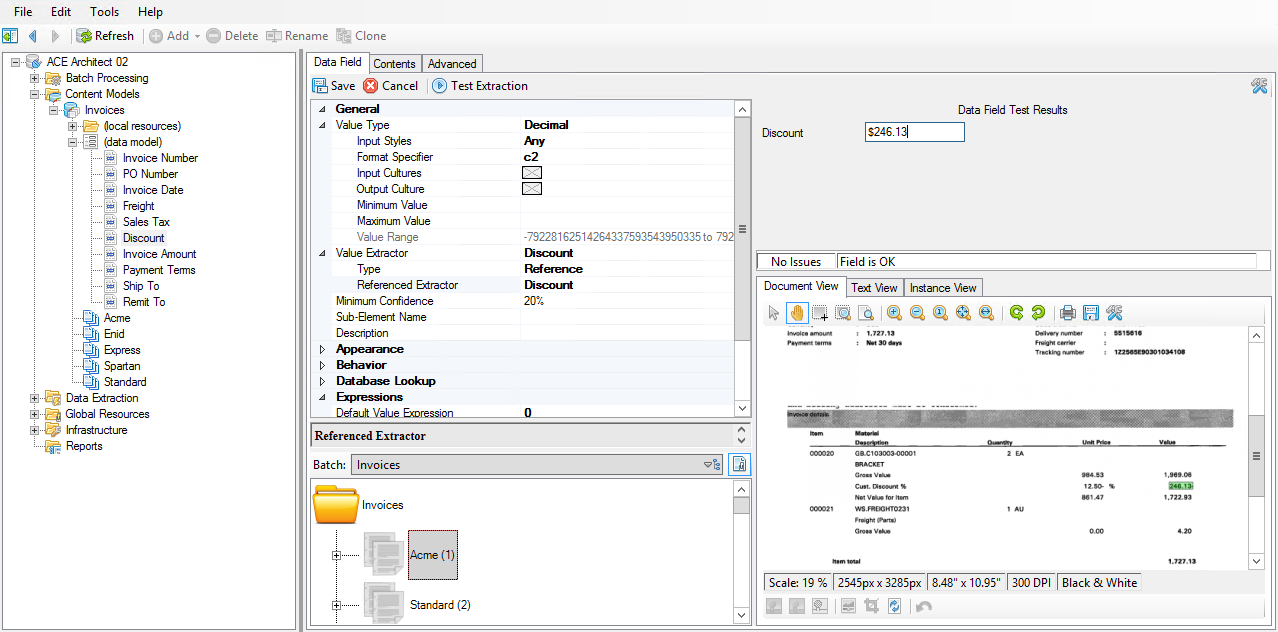 File Edit Tools Help
Refresh Add Delete Rename Clone
ACE Architect 02
Batch Processing
Content Models
Invoices
(local resources)
(data model)
Invoice Number
PO Number
Invoice Date
Freight
Sales Tax
Discount
Invoice Amount
Payment Terms
Ship To
Remit To
Acme
Enid
Express
Spartan
Standard
Data Extraction
Global Resources
Infrastructure
Reports
Data Field Contents Advanced
Save Cancel Test Extraction
General
Value Type Decimal
Input Styles Any
Format Specifier c2
Input Cultures
Output Culture
Minimum Value
Maximum Value
Value Range -79228162514264337593543950335 to 792
Value Extractor Discount
Type Reference
Referenced Extractor Discount
Minimum Confidence 20%
Sub-Element Name
Description
Appearance
Behavior
Database Lookup
Expressions
Default Value Expression 0
Referenced Extractor
Batch: Invoices
Invoices
Acme (1)
Standard (2)
Data Field Test Results
Discount $246.13
No Issues Field is OK
Document View Text View Instance View
Invoice amount : 1,727.13
Payment terms : Net 30 days
Delivery number : 5515616
Freight carrier :
Tracking number : 1Z2565E90301034108
Invoice details
Item Material
Description Quantity Unit Price Value
000020 GB.C103003-00001 2 EA
BRACKET
Gross Value 984.53 1,969.06
Cust. Discount % 12.50- % 246.13-
Net Value for Item 861.47 1,722.93
000021 WS.FREIGHT0231 1 AU
Freight (Parts)
Gross Value 0.00 4.20
Item total 1.727.13
Scale: 19 % 2545px x 3285px 8.48" x 10.95" 300 DPI Black & White